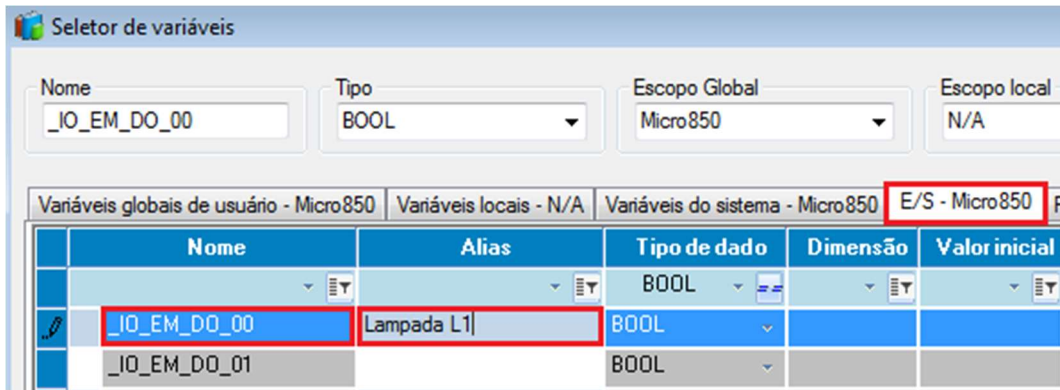 Seletor de variáveis
Nome Tipo Escopo Global Escopo local
_IO_EM_DO_00 BOOL Micro850 N/A
Variáveis globais de usuário - Micro850 Variáveis locais - N/A Variáveis do sistema - Micro850 E/S - Micro850
Nome Alias Tipo de dado Dimensão Valor inicial
BOOL
_IO_EM_DO_00 Lampada L1 BOOL
_IO_EM_DO_01 BOOL